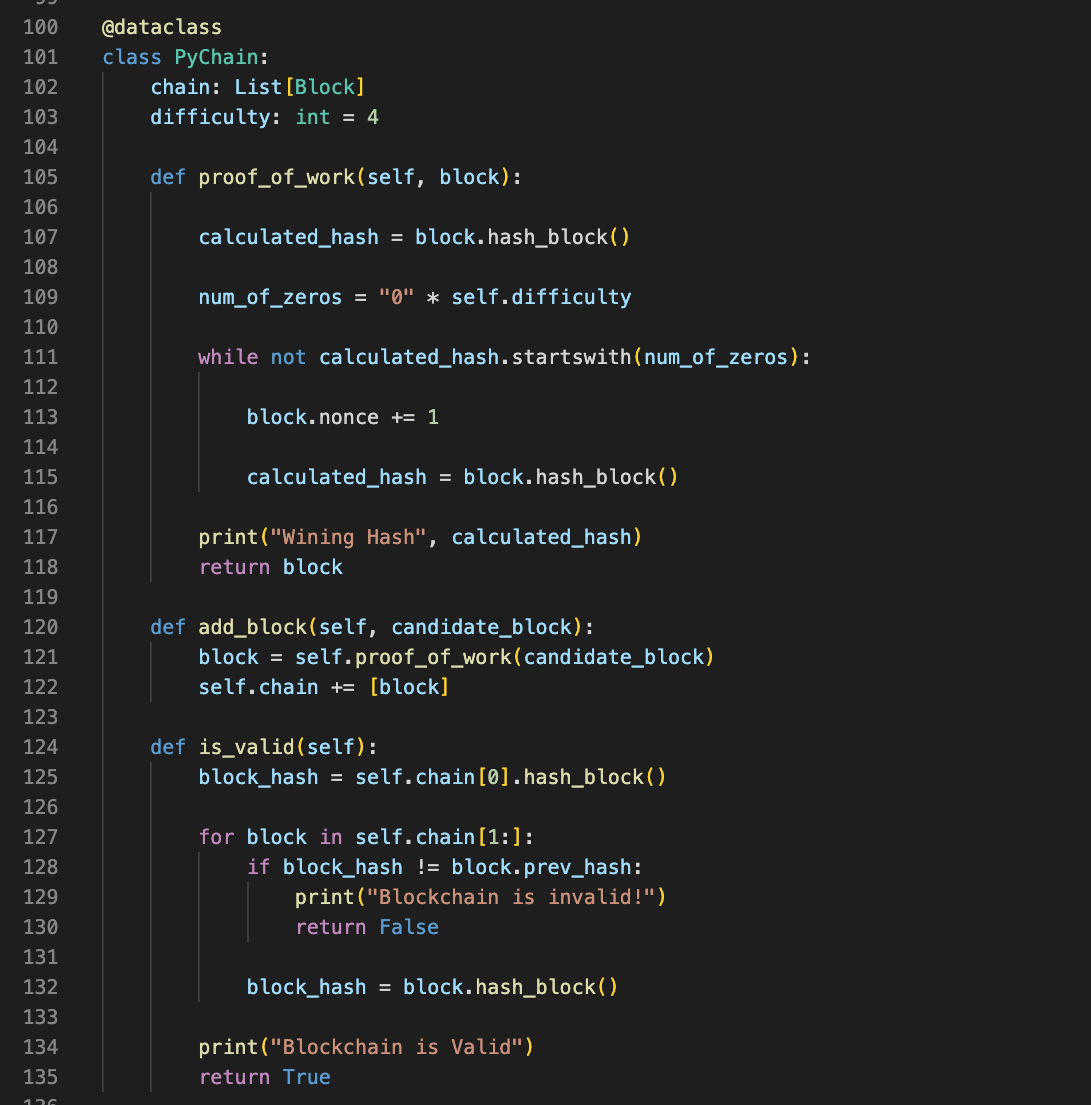 100 @dataclass
101 class PyChain:
102     chain: List[Block]
103     difficulty: int = 4
104
105     def proof_of_work(self, block):
106
107         calculated_hash = block.hash_block()
108
109         num_of_zeros = "0" * self.difficulty
110
111         while not calculated_hash.startswith(num_of_zeros):
112
113             block.nonce += 1
114
115             calculated_hash = block.hash_block()
116
117         print("Wining Hash", calculated_hash)
118         return block
119
120     def add_block(self, candidate_block):
121         block = self.proof_of_work(candidate_block)
122         self.chain += [block]
123
124     def is_valid(self):
125         block_hash = self.chain[0].hash_block()
126
127         for block in self.chain[1:]:
128             if block_hash != block.prev_hash:
129                 print("Blockchain is invalid!")
130                 return False
131
132             block_hash = block.hash_block()
133
134         print("Blockchain is Valid")
135         return True